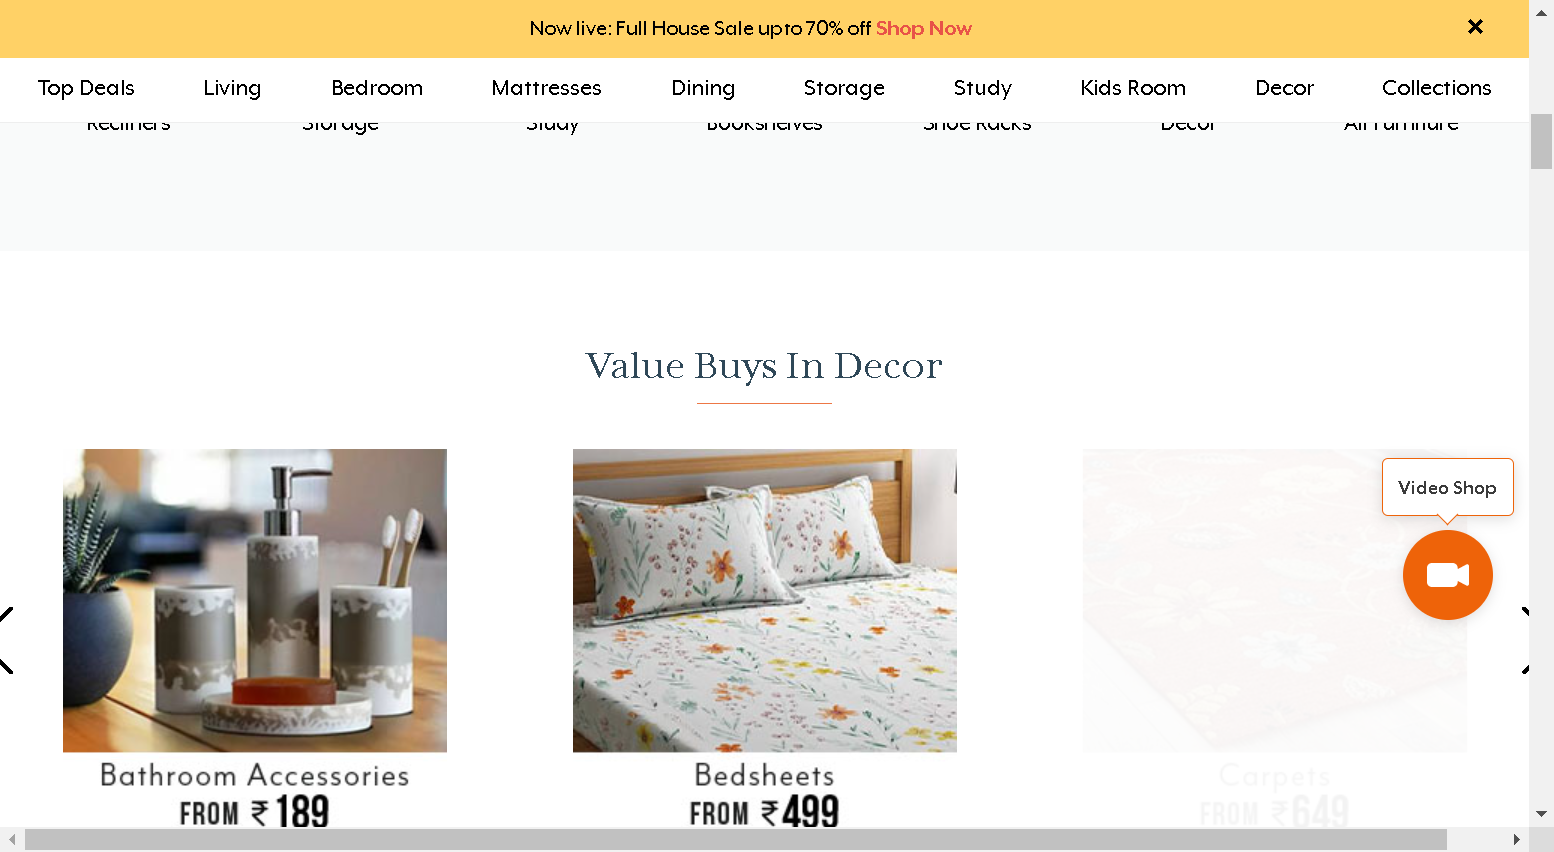 Now live: Full House Sale upto 70% off Shop Now
Top Deals Living Bedroom Mattresses Dining Storage Study Kids Room Decor Collections
Recliners Storage Study Bookshelves Shoe Racks Decor All Furniture
Value Buys In Decor
Video Shop
Bathroom Accessories Bedsheets Carpets
FROM ₹189 FROM ₹499 FROM ₹649